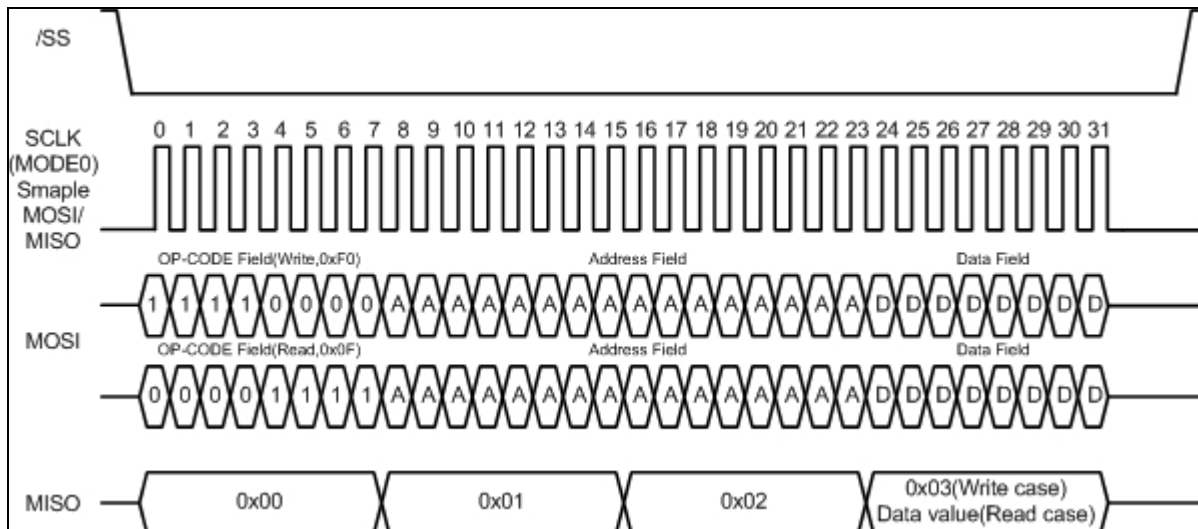 /SS
SCLK
(MODE0)
Smaple
MOSI/
MISO
0 1 2 3 4 5 6 7 8 9 10 11 12 13 14 15 16 17 18 19 20 21 22 23 24 25 26 27 28 29 30 31
OP-CODE Field(Write,0xF0) Address Field Data Field
1 1 1 1 0 0 0 0 A A A A A A A A A A A A A A A A D D D D D D D D
MOSI
OP-CODE Field(Read,0x0F) Address Field Data Field
0 0 0 0 1 1 1 1 A A A A A A A A A A A A A A A A D D D D D D D D
MISO 0x00 0x01 0x02 0x03(Write case)
Data value(Read case)